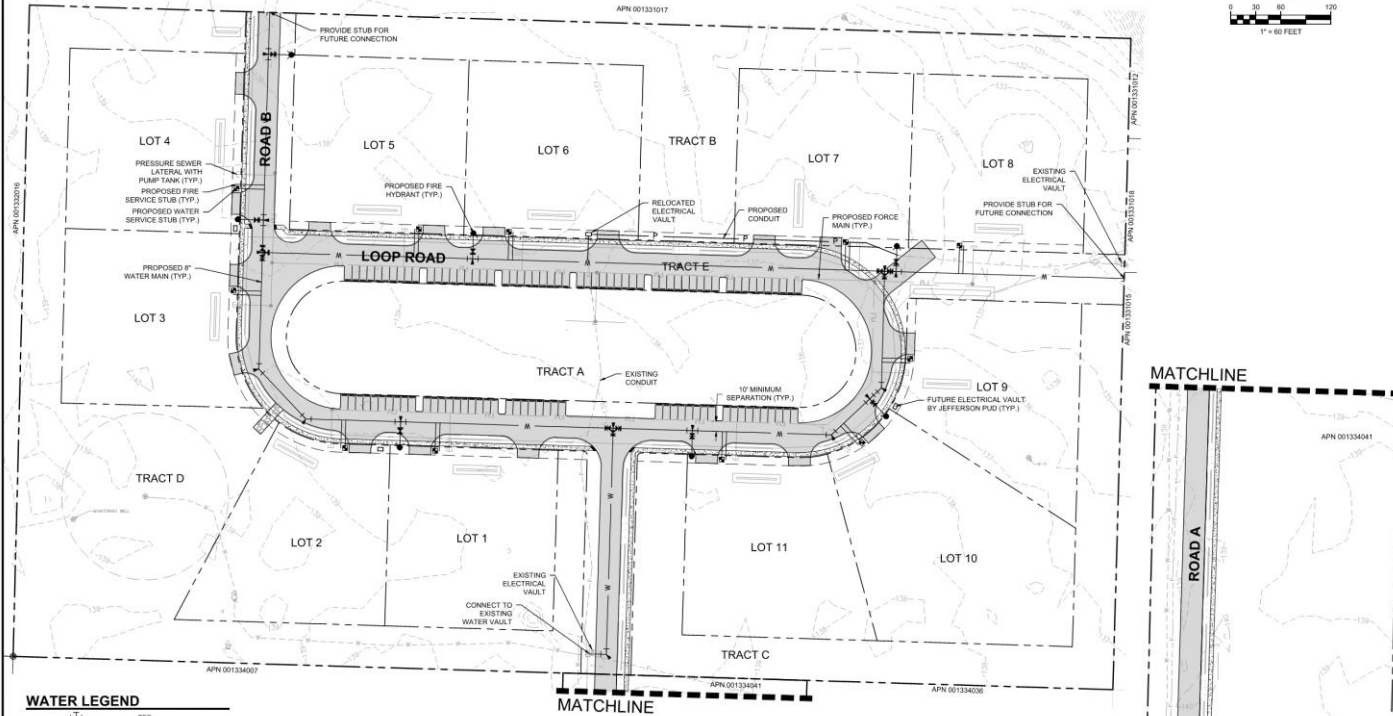 APN 001331017
0 30 60 120
1" = 60 FEET
PROVIDE STUB FOR
FUTURE CONNECTION
ROAD B
APN 001331012
LOT 4
LOT 5
LOT 6
TRACT B
LOT 7
LOT 8
PRESSURE SEWER
LATERAL WITH
PUMP TANK (TYP.)
PROPOSED FIRE
SERVICE STUB (TYP.)
PROPOSED WATER
SERVICE STUB (TYP.)
PROPOSED FIRE
HYDRANT (TYP.)
RELOCATED
ELECTRICAL
VAULT
PROPOSED
CONDUIT
PROPOSED FORCE
MAIN (TYP.)
EXISTING
ELECTRICAL
VAULT
PROVIDE STUB FOR
FUTURE CONNECTION
APN 001332016
APN 001331018
LOOP ROAD
TRACT E
PROPOSED 8"
WATER MAIN (TYP.)
LOT 3
APN 001331015
TRACT A
EXISTING
CONDUIT
10' MINIMUM
SEPARATION (TYP.)
LOT 9
FUTURE ELECTRICAL VAULT
BY JEFFERSON PUD (TYP.)
MATCHLINE
APN 001334041
TRACT D
MONITORING WELL
LOT 2
LOT 1
LOT 11
LOT 10
ROAD A
EXISTING
ELECTRICAL
VAULT
CONNECT TO
EXISTING
WATER VAULT
TRACT C
APN 001334007
APN 001334041
APN 001334036
MATCHLINE
WATER LEGEND